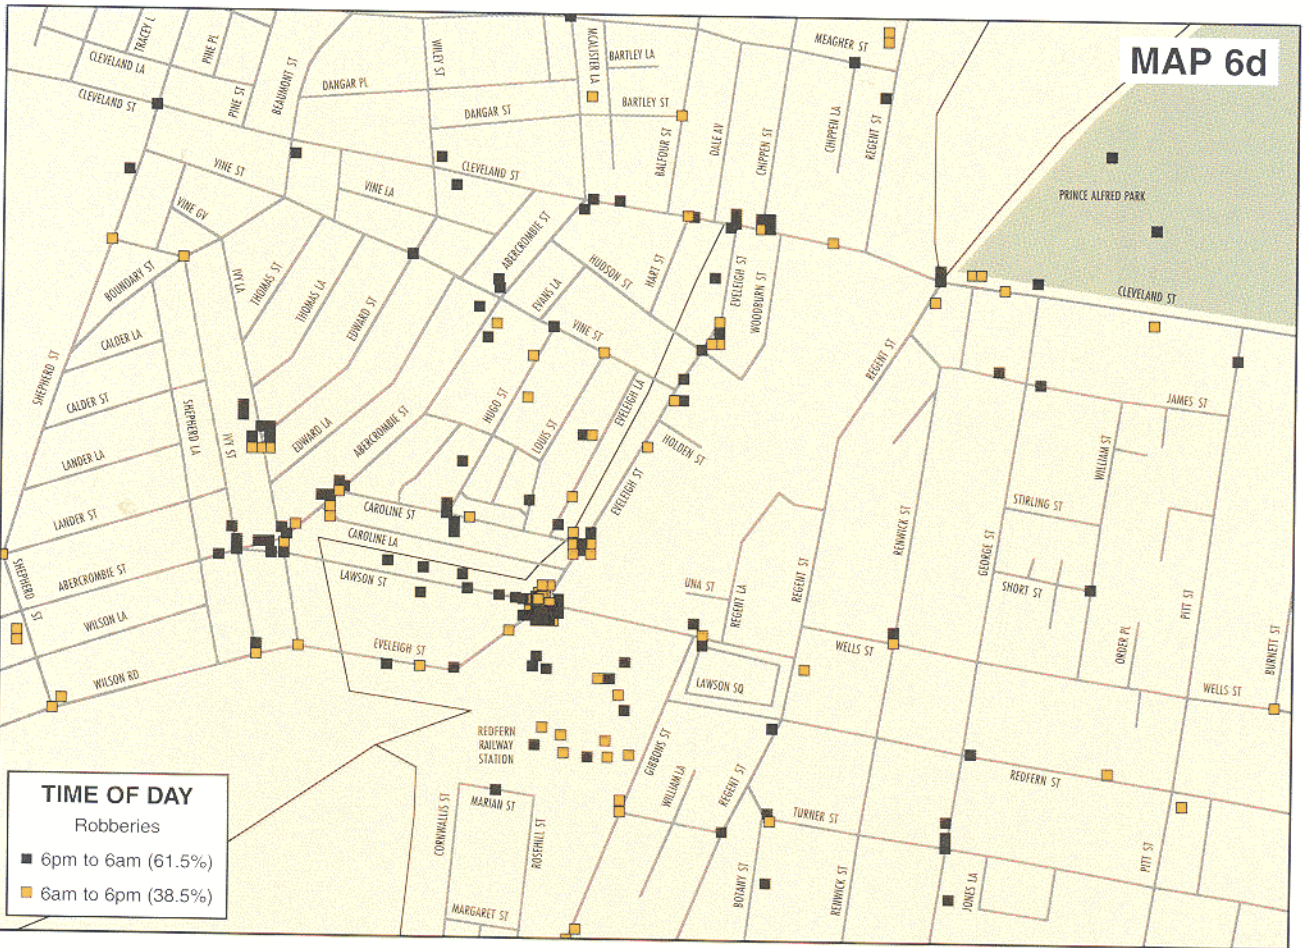 MAP 6d
TRACEY L
PINE PL
CLEVELAND LA
CLEVELAND ST
PINE ST
BEAUMONT ST
DANGAR PL
WILEY ST
DANGAR ST
MCALISTER LA
BARTLEY LA
BARTLEY ST
BALFOUR ST
DALE AV
CHIPPEN ST
MEAGHER ST
CHIPPEN LA
REGENT ST
PRINCE ALFRED PARK
VINE ST
VINE LA
CLEVELAND ST
VINE GV
BOUNDARY ST
IVY LA
THOMAS ST
THOMAS LA
EDWARD ST
ABERCROMBIE ST
EVANS LA
HUDSON ST
HART ST
EVELEIGH ST
WOODBURN ST
VINE ST
CLEVELAND ST
REGENT ST
SHEPHERD ST
CALDER LA
CALDER ST
SHEPHERD LA
IVY ST
LANDER LA
LANDER ST
EDWARD LA
ABERCROMBIE ST
HUGO ST
LOUIS ST
EVELEIGH LA
HOLDEN ST
EVELEIGH ST
JAMES ST
WILLIAM ST
STIRLING ST
CAROLINE ST
CAROLINE LA
LAWSON ST
RENWICK ST
GEORGE ST
SHORT ST
SHEPHERD ST
ABERCROMBIE ST
WILSON LA
WILSON RD
EVELEIGH ST
UNA ST
REGENT LA
REGENT ST
PITT ST
ORDER PL
BURNETT ST
WELLS ST
WELLS ST
LAWSON SQ
REDFERN
RAILWAY
STATION
GIBBONS ST
WILLIAM LA
REGENT ST
REDFERN ST
TURNER ST
MARIAN ST
CORNWALLIS ST
ROSEHILL ST
MARGARET ST
BOTANY ST
RENWICK ST
JONES LA
PITT ST
TIME OF DAY
Robberies
6pm to 6am (61.5%)
6am to 6pm (38.5%)